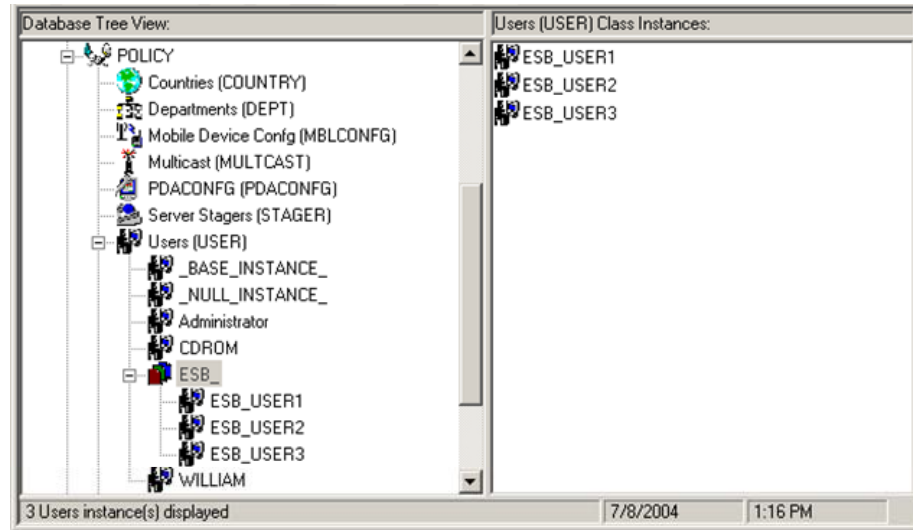 Database Tree View:
POLICY
Countries (COUNTRY)
Departments (DEPT)
Mobile Device Confg (MBLCONFG)
Multicast (MULTCAST)
PDACONFG (PDACONFG)
Server Stagers (STAGER)
Users (USER)
_BASE_INSTANCE_
_NULL_INSTANCE_
Administrator
CDROM
ESB_
ESB_USER1
ESB_USER2
ESB_USER3
WILLIAM
Users (USER) Class Instances:
ESB_USER1
ESB_USER2
ESB_USER3
3 Users instance(s) displayed
7/8/2004
1:16 PM